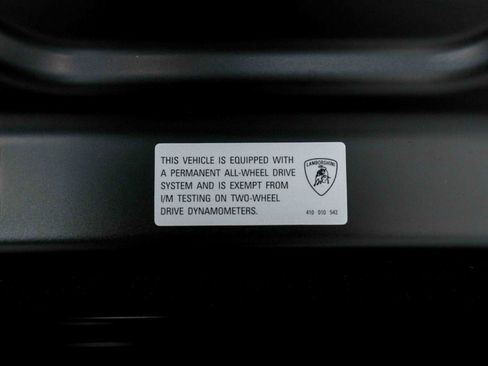 THIS VEHICLE IS EQUIPPED WITH
A PERMANENT ALL-WHEEL DRIVE
SYSTEM AND IS EXEMPT FROM
I/M TESTING ON TWO-WHEEL
DRIVE DYNAMOMETERS.
LAMBORGHINI
410 010 542